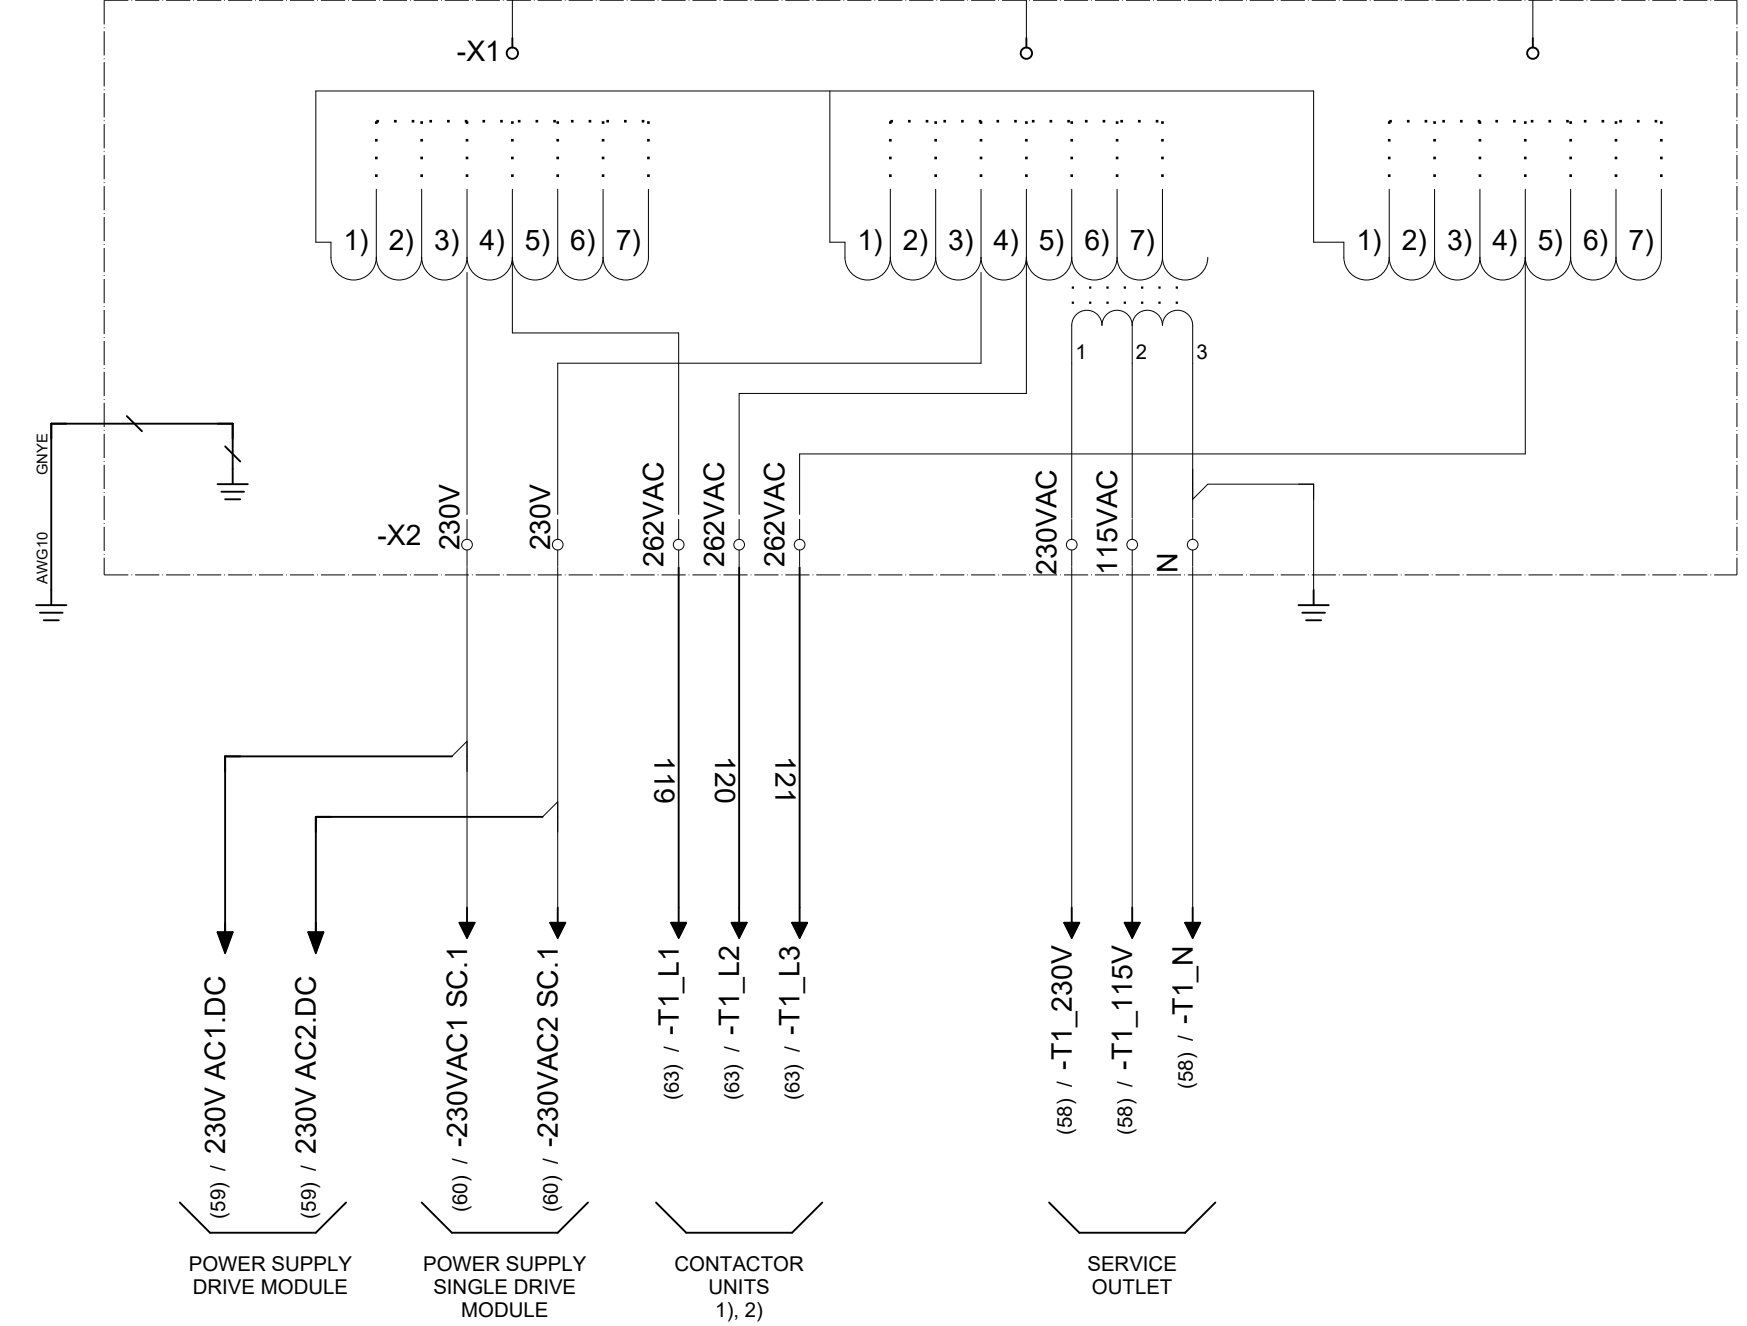 -X1
1) 2) 3) 4) 5) 6) 7)
1) 2) 3) 4) 5) 6) 7)
1) 2) 3) 4) 5) 6) 7)
1 2 3
AWG10 GNYE
-X2
230V
230V
262VAC
262VAC
262VAC
230VAC
115VAC
N
119
120
121
(59) / 230V AC1.DC
(59) / 230V AC2.DC
(60) / -230VAC1 SC.1
(60) / -230VAC2 SC.1
(63) / -T1_L1
(63) / -T1_L2
(63) / -T1_L3
(58) / -T1_230V
(58) / -T1_115V
(58) / -T1_N
POWER SUPPLY
DRIVE MODULE
POWER SUPPLY
SINGLE DRIVE
MODULE
CONTACTOR
UNITS
1), 2)
SERVICE
OUTLET